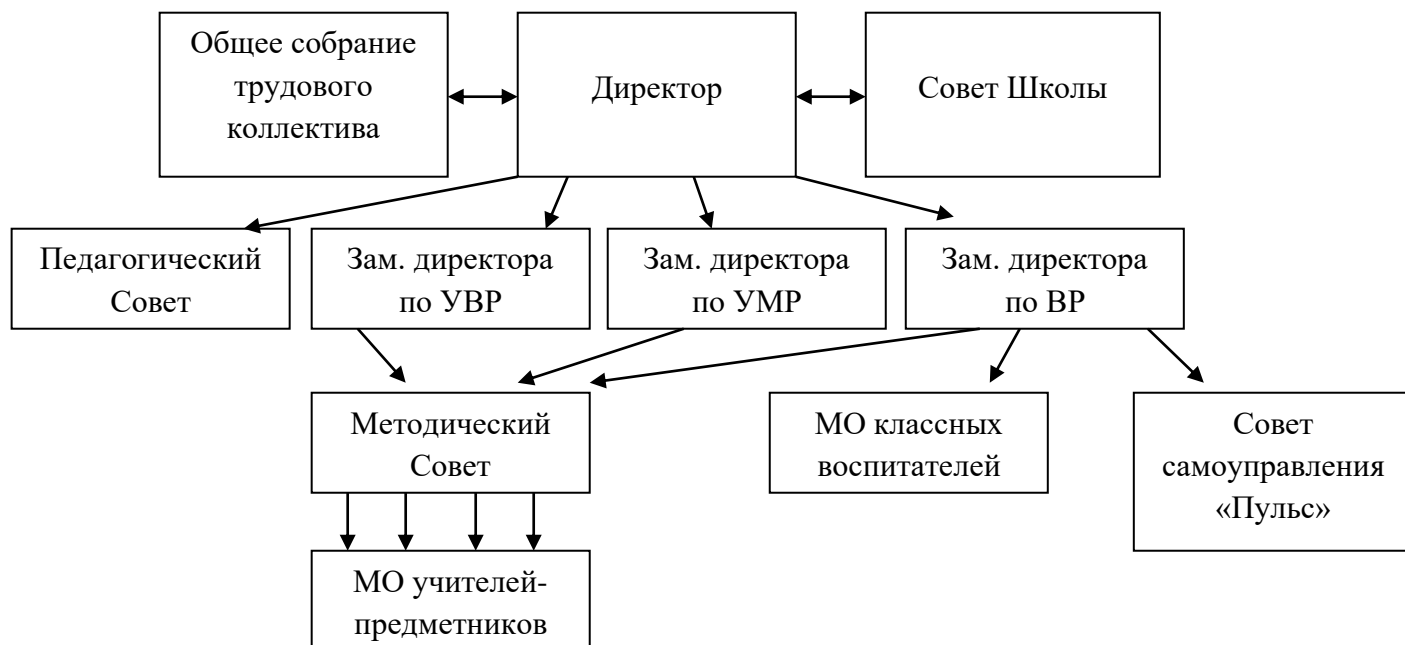 Общее собрание
трудового
коллектива
Директор
Совет Школы
Педагогический
Совет
Зам. директора
по УВР
Зам. директора
по УМР
Зам. директора
по ВР
Методический
Совет
МО классных
воспитателей
Совет
самоуправления
«Пульс»
МО учителей-
предметников